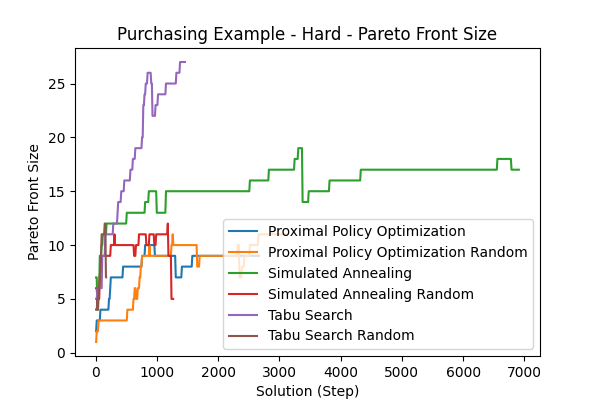 Purchasing Example - Hard - Pareto Front Size
Pareto Front Size
25
20
15
10
5
0
Proximal Policy Optimization
Proximal Policy Optimization Random
Simulated Annealing
Simulated Annealing Random
Tabu Search
Tabu Search Random
0 1000 2000 3000 4000 5000 6000 7000
Solution (Step)